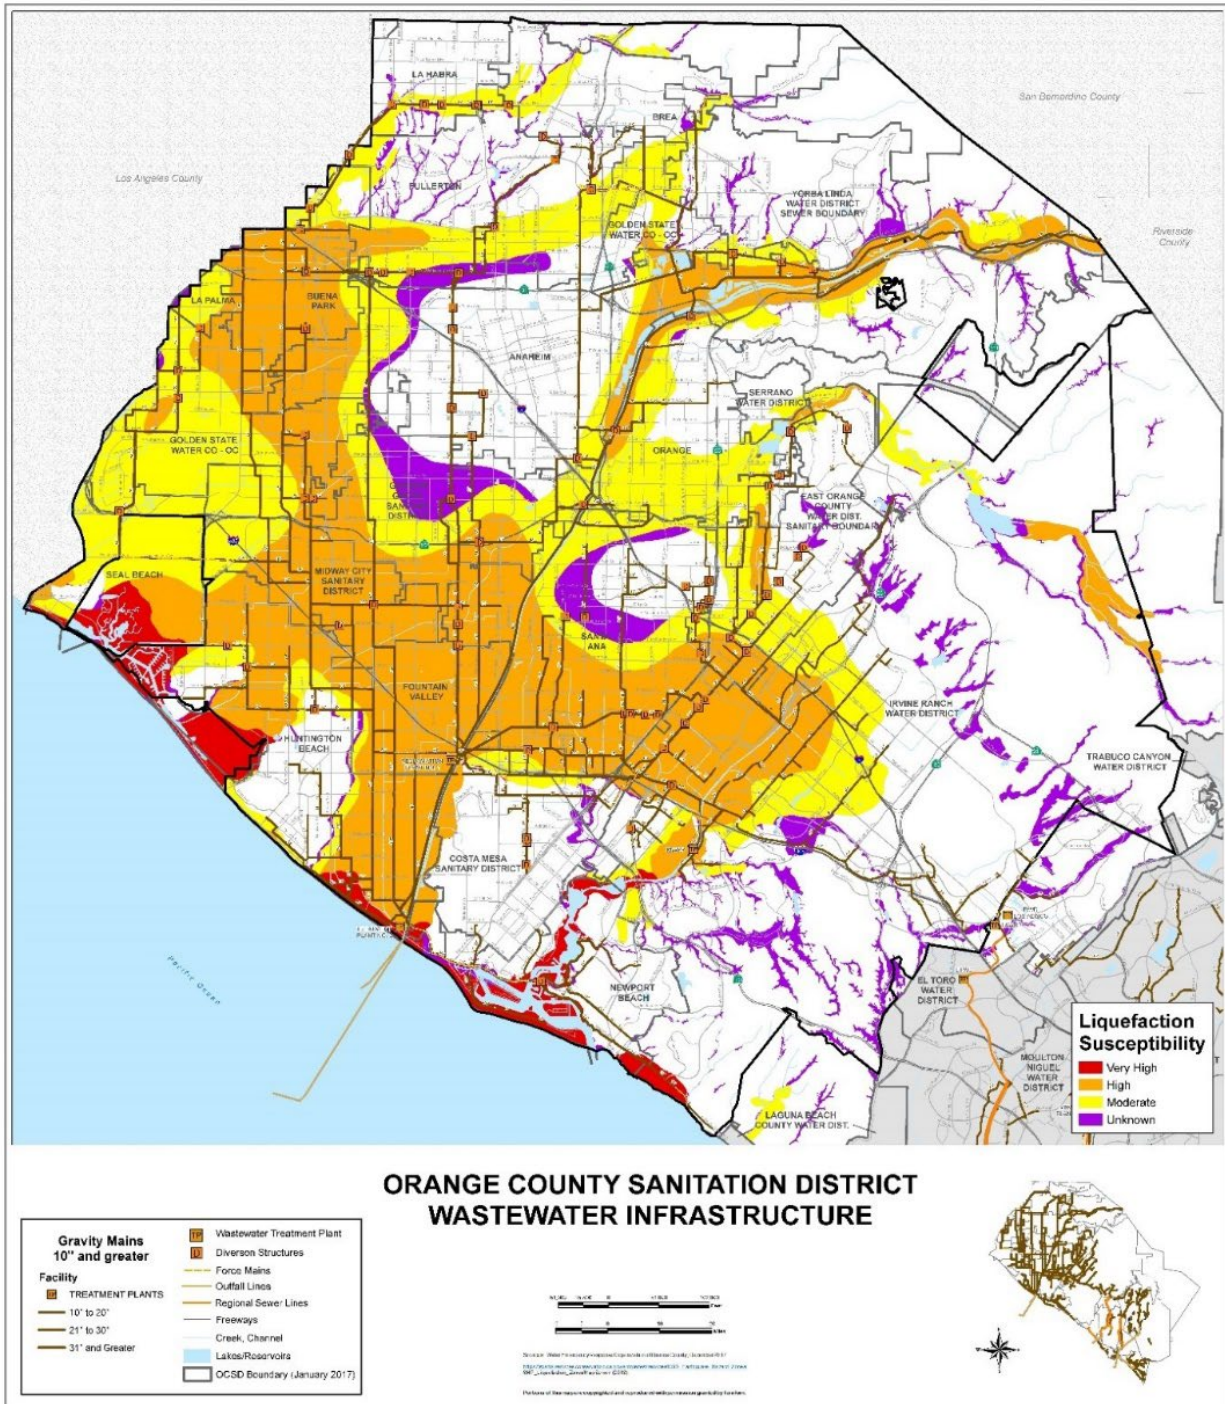 LA HABRA
San Bernardino County
BREA
Los Angeles County
FULLERTON
YORBA LINDA
WATER DISTRICT
SEWER BOUNDARY
GOLDEN STATE
WATER CO - OC
Riverside
County
LA PALMA
BUENA
PARK
ANAHEIM
SERRANO
WATER DISTRICT
GOLDEN STATE
WATER CO - OC
ORANGE
EAST ORANGE
COUNTY
WATER DIST.
SANITARY BOUNDARY
SEAL BEACH
MIDWAY CITY
SANITARY
DISTRICT
SANTA
ANA
FOUNTAIN
VALLEY
IRVINE RANCH
WATER DISTRICT
HUNTINGTON
BEACH
TRABUCO CANYON
WATER DISTRICT
COSTA MESA
SANITARY DISTRICT
Pacific Ocean
NEWPORT
BEACH
EL TORO
WATER
DISTRICT
MOULTON
NIGUEL
WATER
DISTRICT
LAGUNA BEACH
COUNTY WATER DIST.
Liquefaction
Susceptibility
Very High
High
Moderate
Unknown
ORANGE COUNTY SANITATION DISTRICT
WASTEWATER INFRASTRUCTURE
Gravity Mains
10" and greater
Facility
TREATMENT PLANTS
10" to 20"
21" to 30"
31" and Greater
TP Wastewater Treatment Plant
D Diverson Structures
Force Mains
Outfall Lines
Regional Sewer Lines
Freeways
Creek, Channel
Lakes/Reservoirs
OCSD Boundary (January 2017)